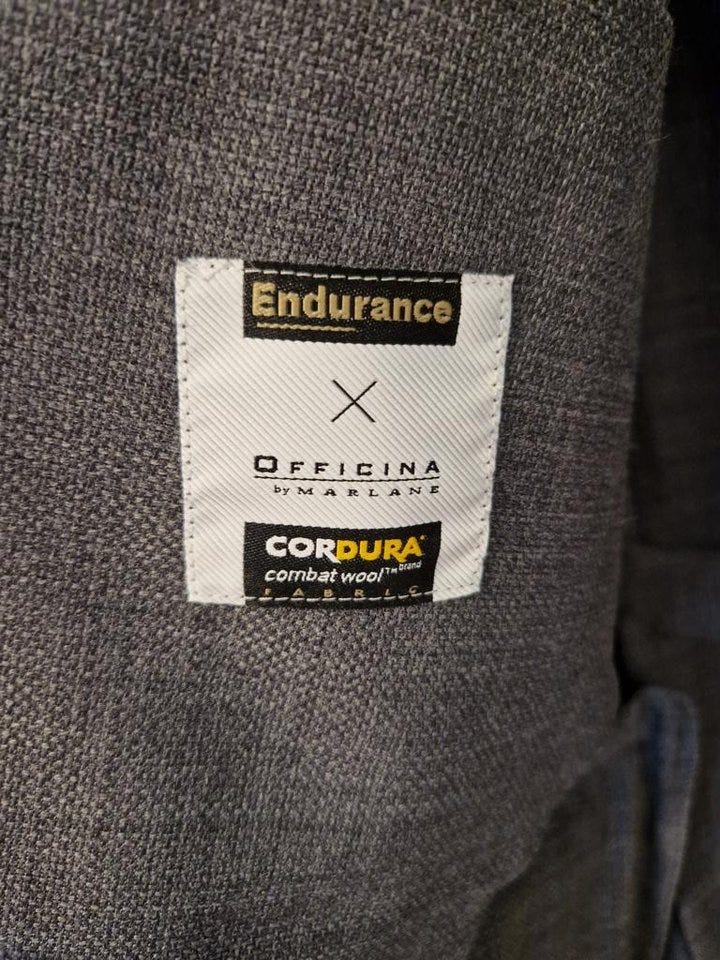 Endurance
X
OFFICINA
by MARLANE
CORDURA®
combat wool™ brand
FABRIC